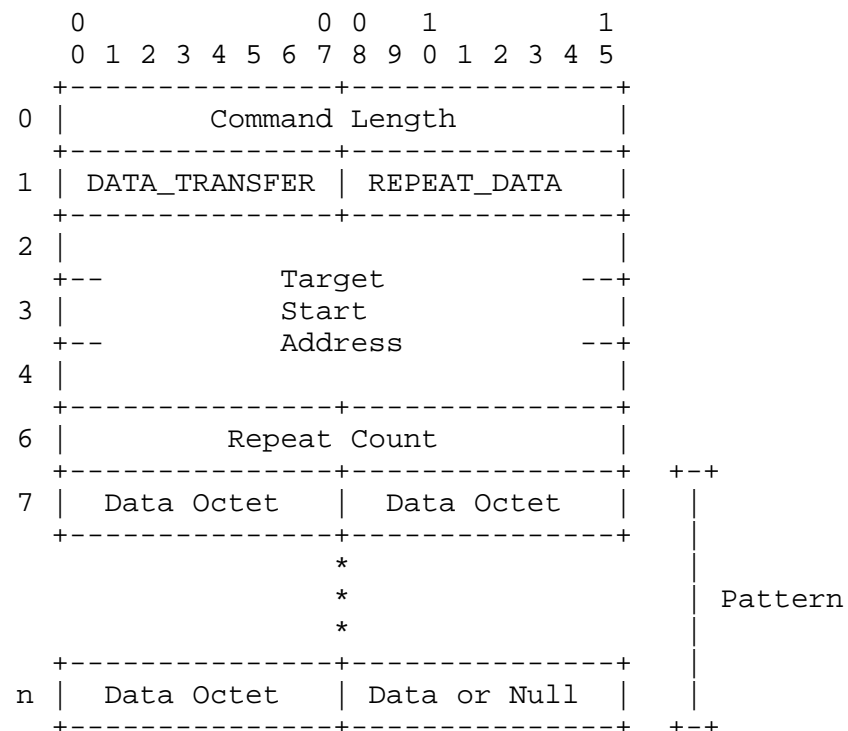 0                0 0    1          1
0 1 2 3 4 5 6 7 8 9 0 1 2 3 4 5
0 | Command Length |
1 | DATA_TRANSFER | REPEAT_DATA |
2 | |
+-- Target --+
3 | Start |
+-- Address --+
4 | |
6 | Repeat Count |
7 | Data Octet | Data Octet | |
*
* | Pattern
*
n | Data Octet | Data or Null | |